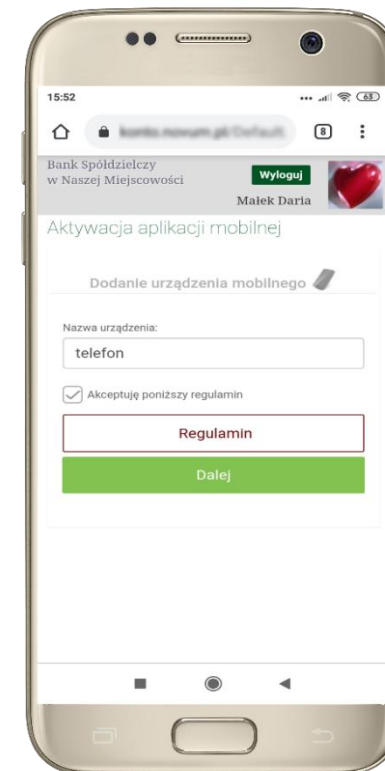 15:52
63
8
Bank Spółdzielczy
w Naszej Miejscowości
Wyloguj
Małek Daria
Aktywacja aplikacji mobilnej
Dodanie urządzenia mobilnego
Nazwa urządzenia:
telefon
Akceptuję poniższy regulamin
Regulamin
Dalej